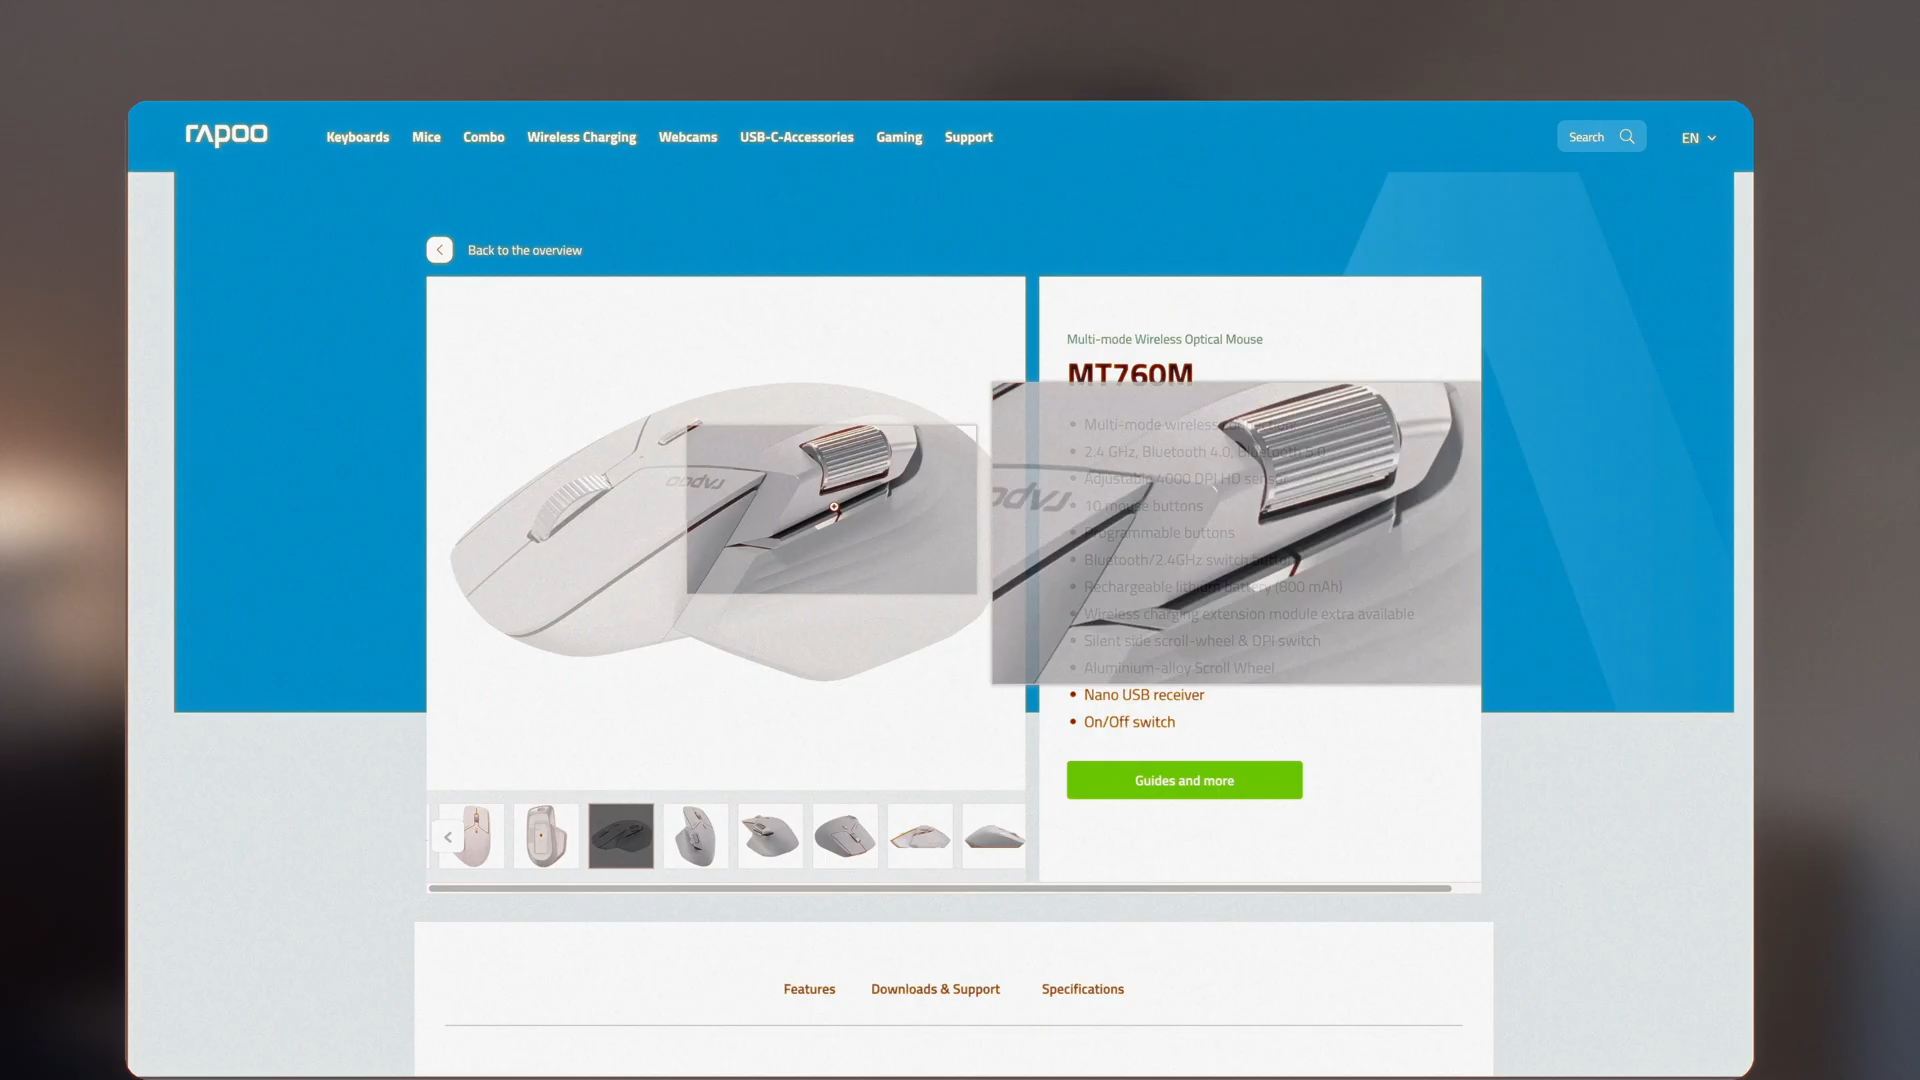 rapoo
Keyboards Mice Combo Wireless Charging Webcams USB-C-Accessories Gaming Support
Search
EN
Back to the overview
Multi-mode Wireless Optical Mouse
MT760M
Multi-mode wireless
2.4 GHz, Bluetooth 4.0, Bluetooth 5.0
Adjustable 4000 DPI HD sensor
10 mouse buttons
Programmable buttons
Bluetooth/2.4GHz switch button
Rechargeable lithium battery (800 mAh)
Wireless charging extension module extra available
Silent side scroll-wheel & DPI switch
Aluminium-alloy Scroll Wheel
Nano USB receiver
On/Off switch
rapoo
rapoo
Guides and more
Features Downloads & Support Specifications